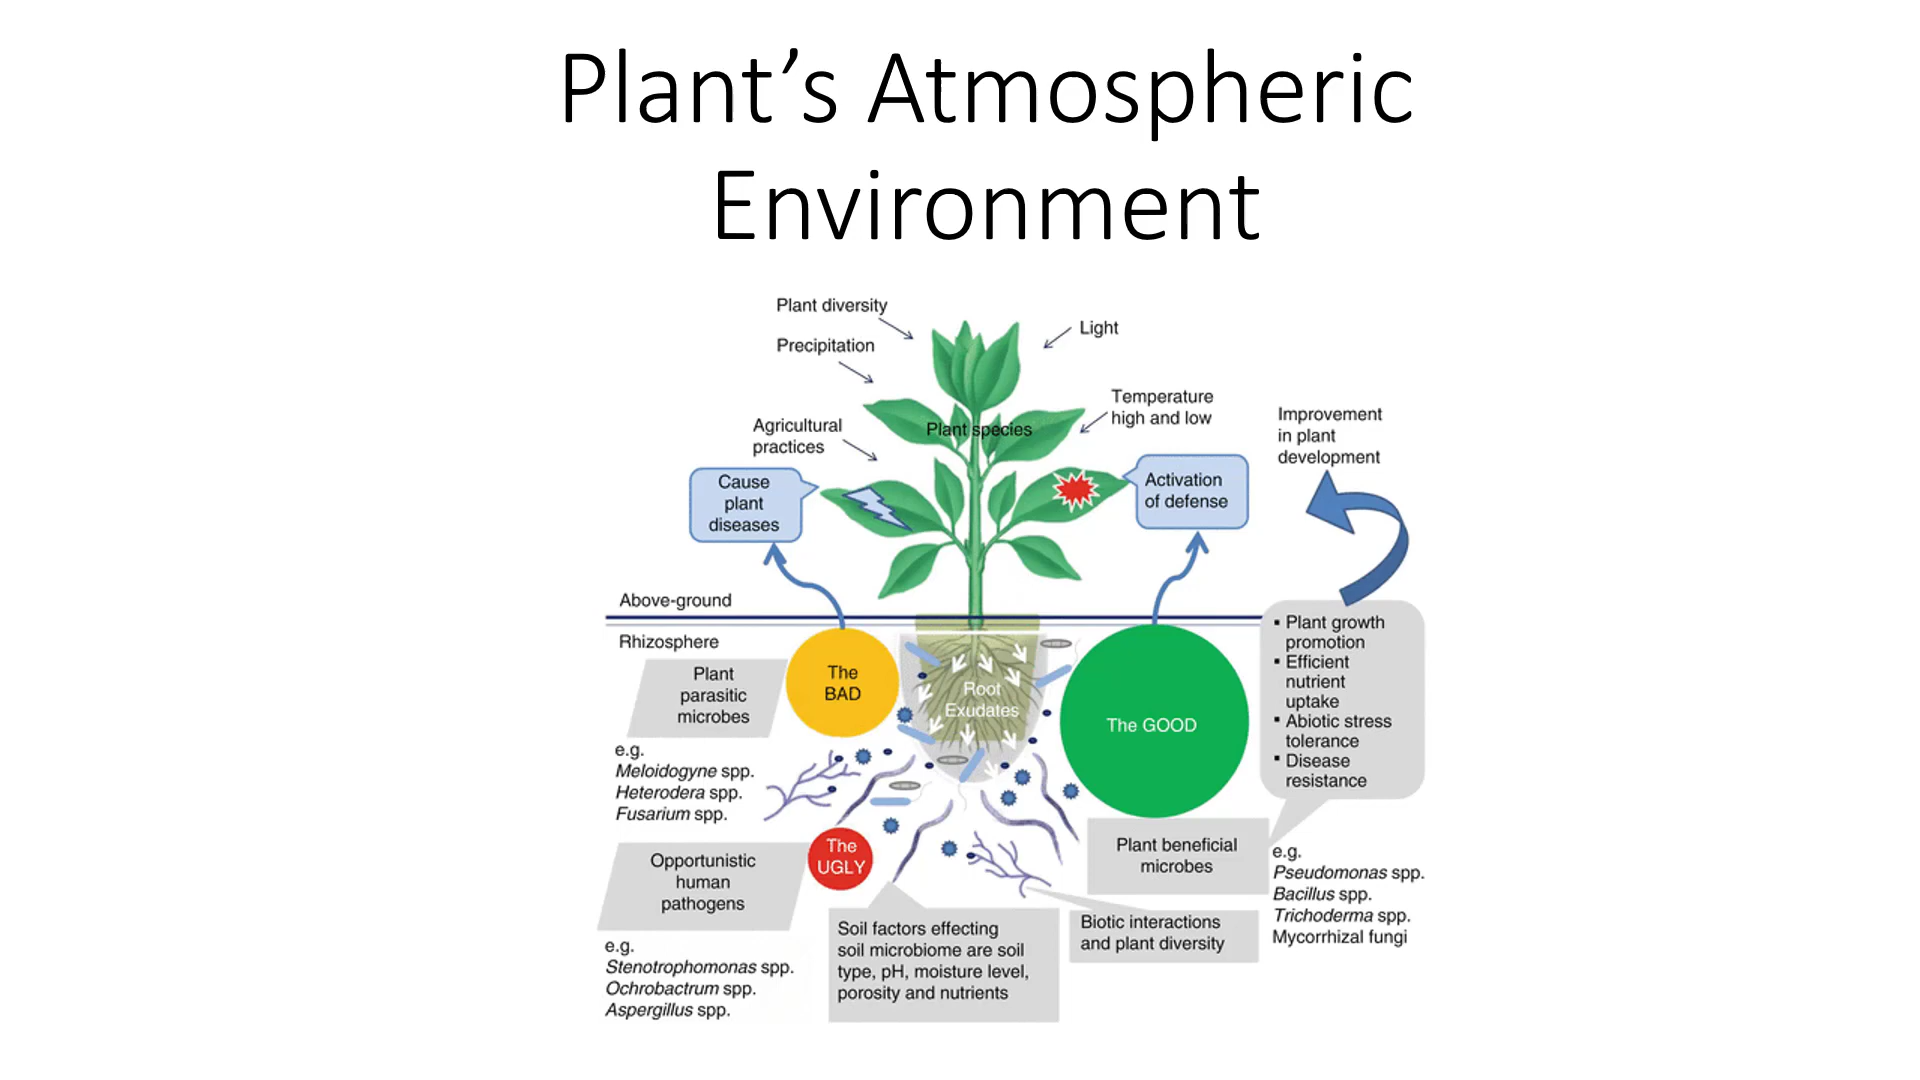 Plant’s Atmospheric
Environment
Plant diversity
Light
Precipitation
Temperature
high and low
Agricultural
practices
Plant species
Improvement
in plant
development
Cause
plant
diseases
Activation
of defense
Above-ground
Rhizosphere
The
BAD
Plant
parasitic
microbes
e.g.
Meloidogyne spp.
Heterodera spp.
Fusarium spp.
Root
Exudates
The GOOD
▪ Plant growth
promotion
▪ Efficient
nutrient
uptake
▪ Abiotic stress
tolerance
▪ Disease
resistance
The
UGLY
Opportunistic
human
pathogens
e.g.
Stenotrophomonas spp.
Ochrobactrum spp.
Aspergillus spp.
Soil factors effecting
soil microbiome are soil
type, pH, moisture level,
porosity and nutrients
Biotic interactions
and plant diversity
Plant beneficial
microbes
e.g.
Pseudomonas spp.
Bacillus spp.
Trichoderma spp.
Mycorrhizal fungi